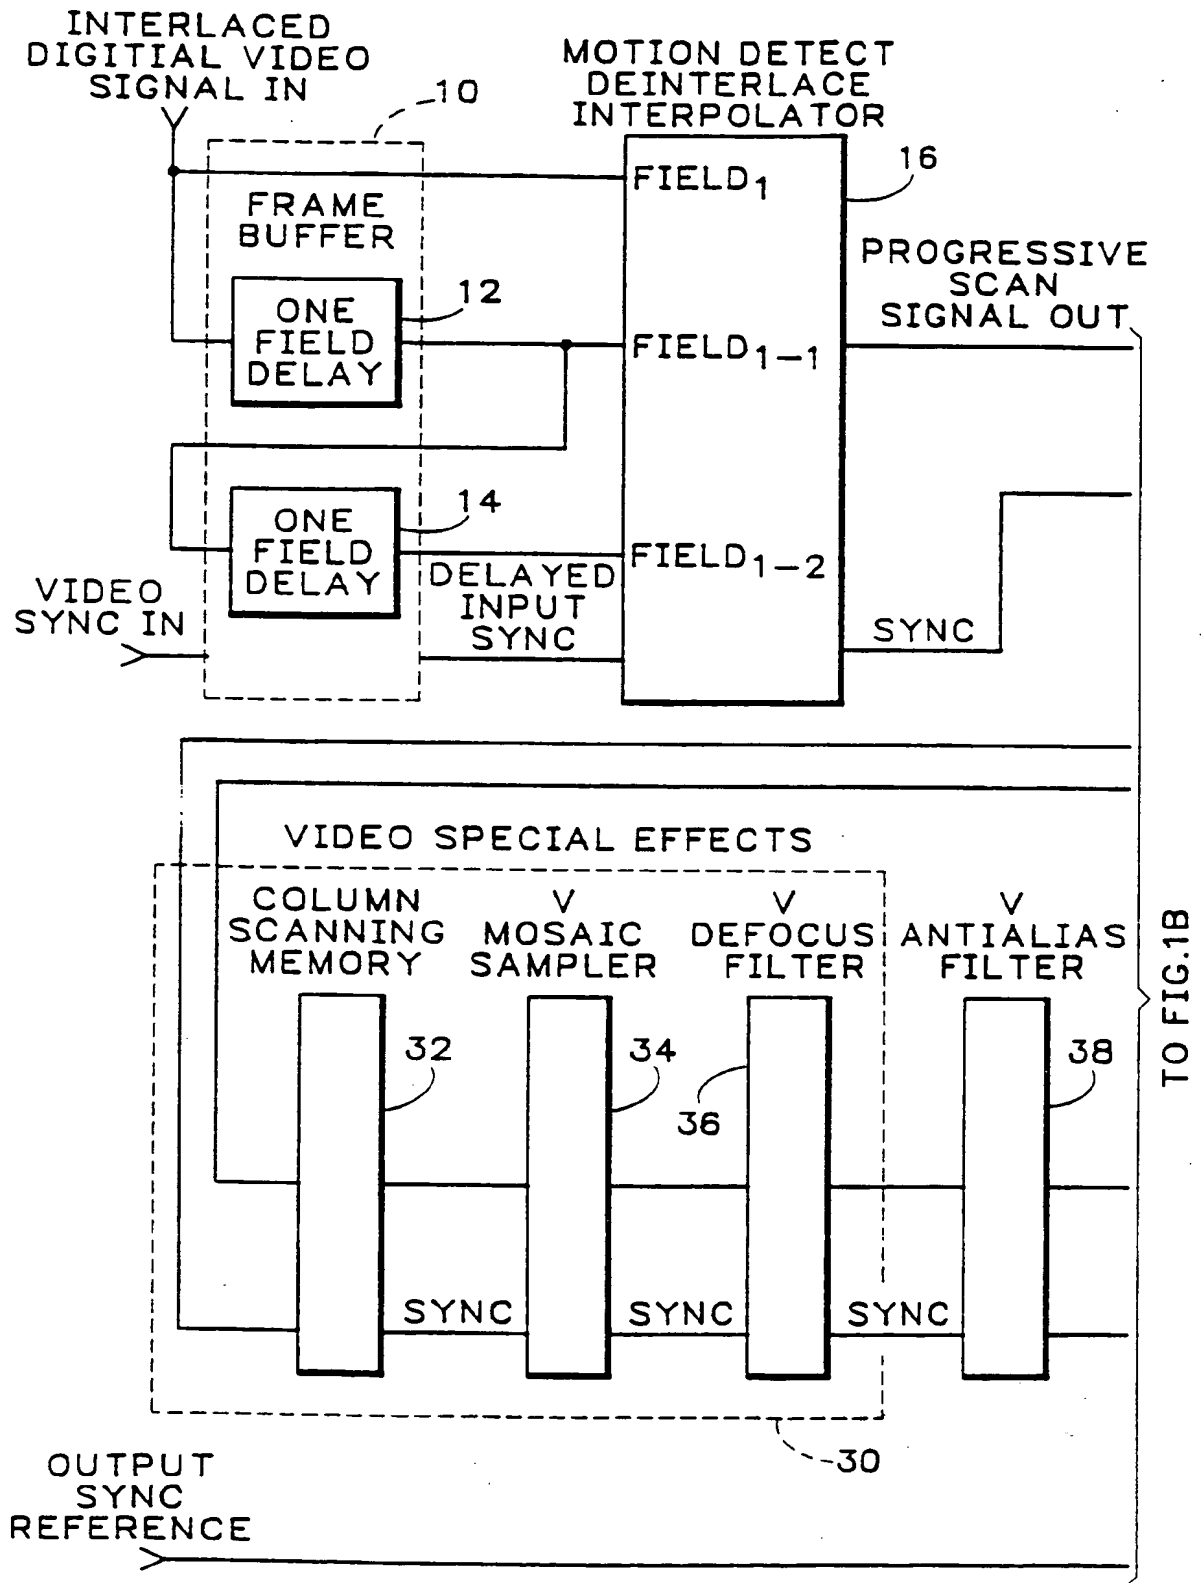 INTERLACED
DIGITIAL VIDEO
SIGNAL IN
10
MOTION DETECT
DEINTERLACE
INTERPOLATOR
16
FIELD1
FRAME
BUFFER
PROGRESSIVE
SCAN
SIGNAL OUT
12
ONE
FIELD
DELAY
FIELD1-1
14
ONE
FIELD
DELAY
FIELD1-2
VIDEO
SYNC IN
DELAYED
INPUT
SYNC
SYNC
VIDEO SPECIAL EFFECTS
COLUMN
SCANNING
MEMORY
V
MOSAIC
SAMPLER
V
DEFOCUS
FILTER
V
ANTIALIAS
FILTER
32
34
36
38
SYNC
SYNC
SYNC
30
OUTPUT
SYNC
REFERENCE
TO FIG.1B